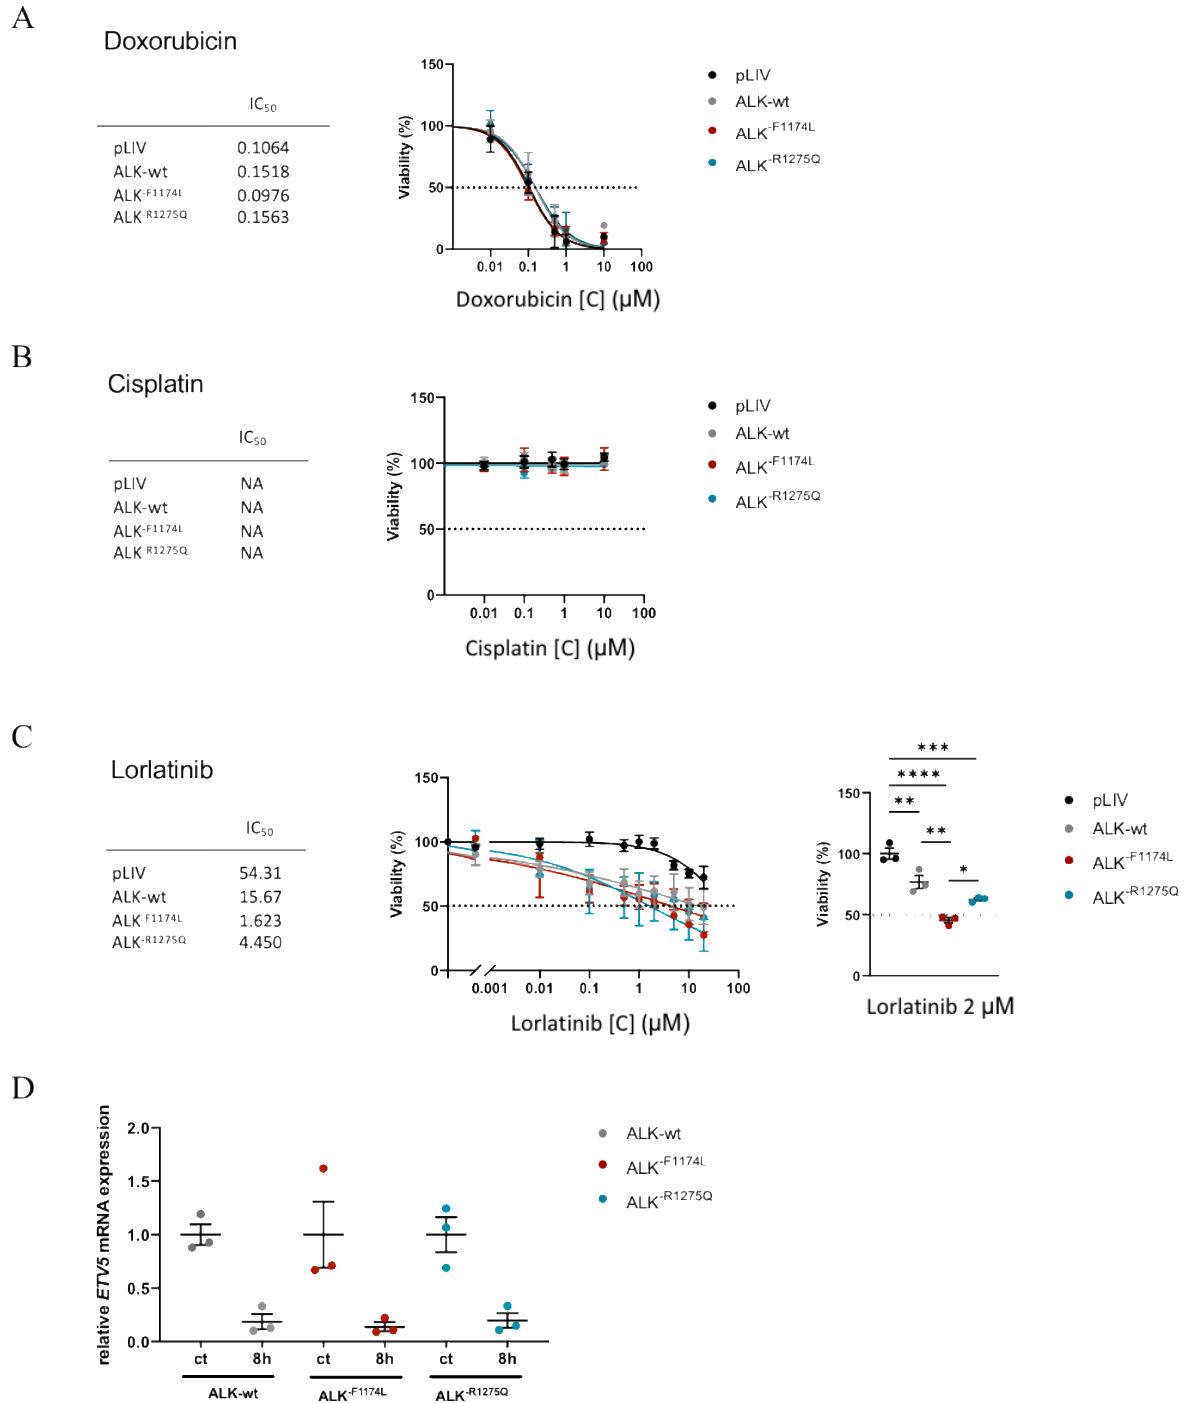 A
Doxorubicin
IC50
pLIV 0.1064
ALK-wt 0.1518
ALK-F1174L 0.0976
ALK-R1275Q 0.1563
Viability (%)
150
100
50
0
0.01 0.1 1 10 100
Doxorubicin [C] (µM)
pLIV
ALK-wt
ALK-F1174L
ALK-R1275Q
B
Cisplatin
IC50
pLIV NA
ALK-wt NA
ALK-F1174L NA
ALK R1275Q NA
Viability (%)
150
100
50
0
0.01 0.1 1 10 100
Cisplatin [C] (µM)
pLIV
ALK-wt
ALK-F1174L
ALK-R1275Q
C
Lorlatinib
IC50
pLIV 54.31
ALK-wt 15.67
ALK F1174L 1.623
ALK-R1275Q 4.450
Viability (%)
150
100
50
0
0.001 0.01 0.1 1 10 100
Lorlatinib [C] (µM)
***
****
**
**
*
Viability (%)
150
100
50
0
Lorlatinib 2 µM
pLIV
ALK-wt
ALK-F1174L
ALK-R1275Q
D
relative ETV5 mRNA expression
2.0
1.5
1.0
0.5
0.0
ct 8h ct 8h ct 8h
ALK-wt ALK-F1174L ALK-R1275Q
ALK-wt
ALK-F1174L
ALK-R1275Q